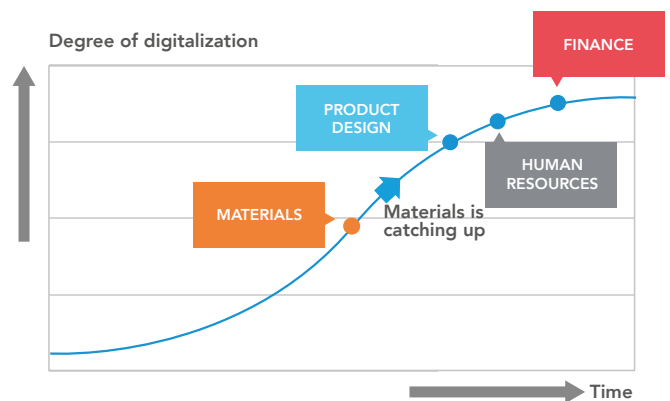 Degree of digitalization
FINANCE
PRODUCT
DESIGN
HUMAN
RESOURCES
MATERIALS
Materials is
catching up
Time